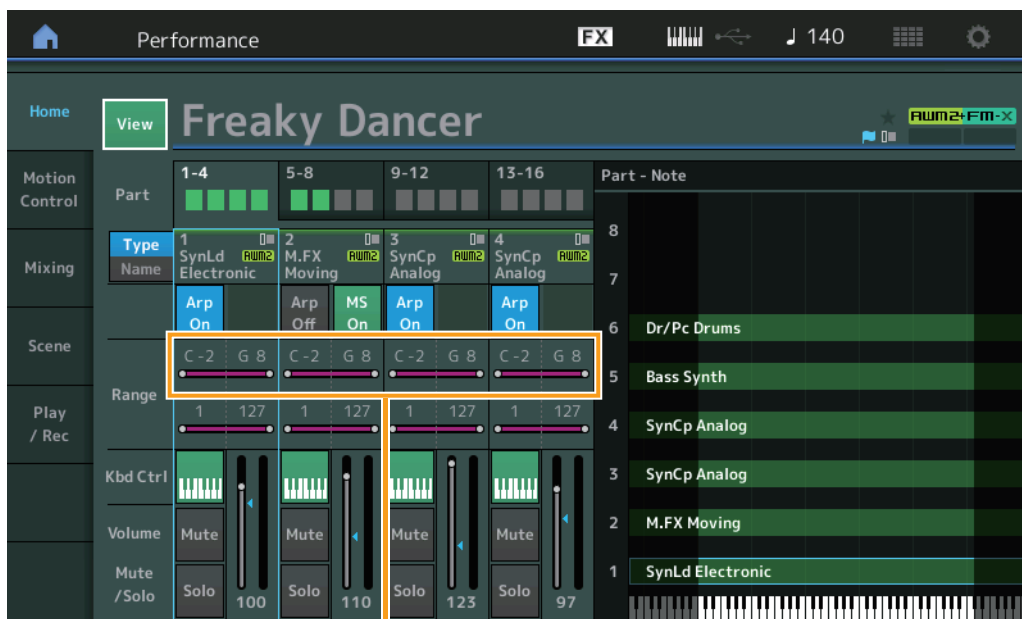 Performance
FX
140
Home
View
Freaky Dancer
AWM2+FM-X
Motion
Control
Part
1-4
5-8
9-12
13-16
Part - Note
Type
Name
1
SynLd
AWM2
Electronic
2
M.FX
AWM2
Moving
3
SynCp
AWM2
Analog
4
SynCp
AWM2
Analog
Mixing
Arp
On
Arp
Off
MS
On
Arp
On
Arp
On
Scene
Range
C -2
G 8
C -2
G 8
C -2
G 8
C -2
G 8
1
127
1
127
1
127
1
127
Play
/ Rec
Kbd Ctrl
Volume
Mute
Mute
Mute
Mute
Mute
/Solo
Solo
100
Solo
110
Solo
123
Solo
97
8
7
6
Dr/Pc Drums
5
Bass Synth
4
SynCp Analog
3
SynCp Analog
2
M.FX Moving
1
SynLd Electronic